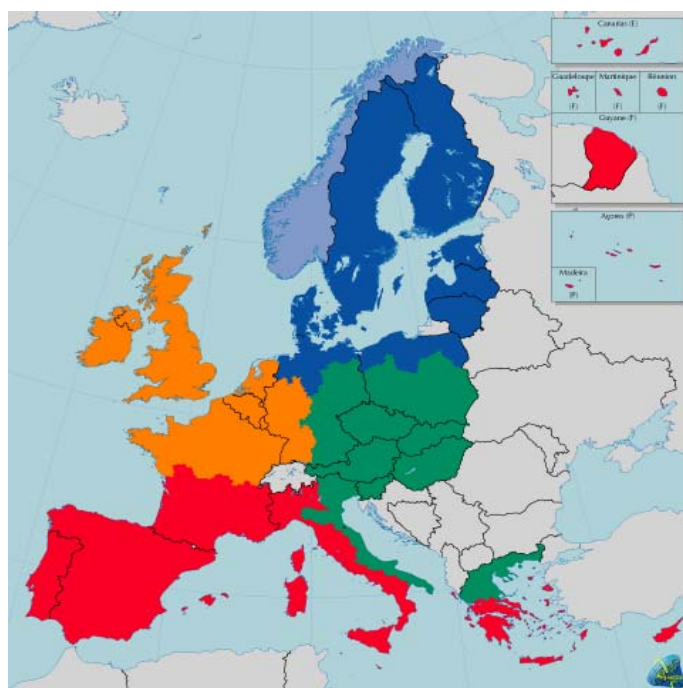 Canarias (E)
Guadeloupe
Martinique
Réunion
(F)
(F)
(F)
Guyane (F)
Açores (P)
Madeira
(P)